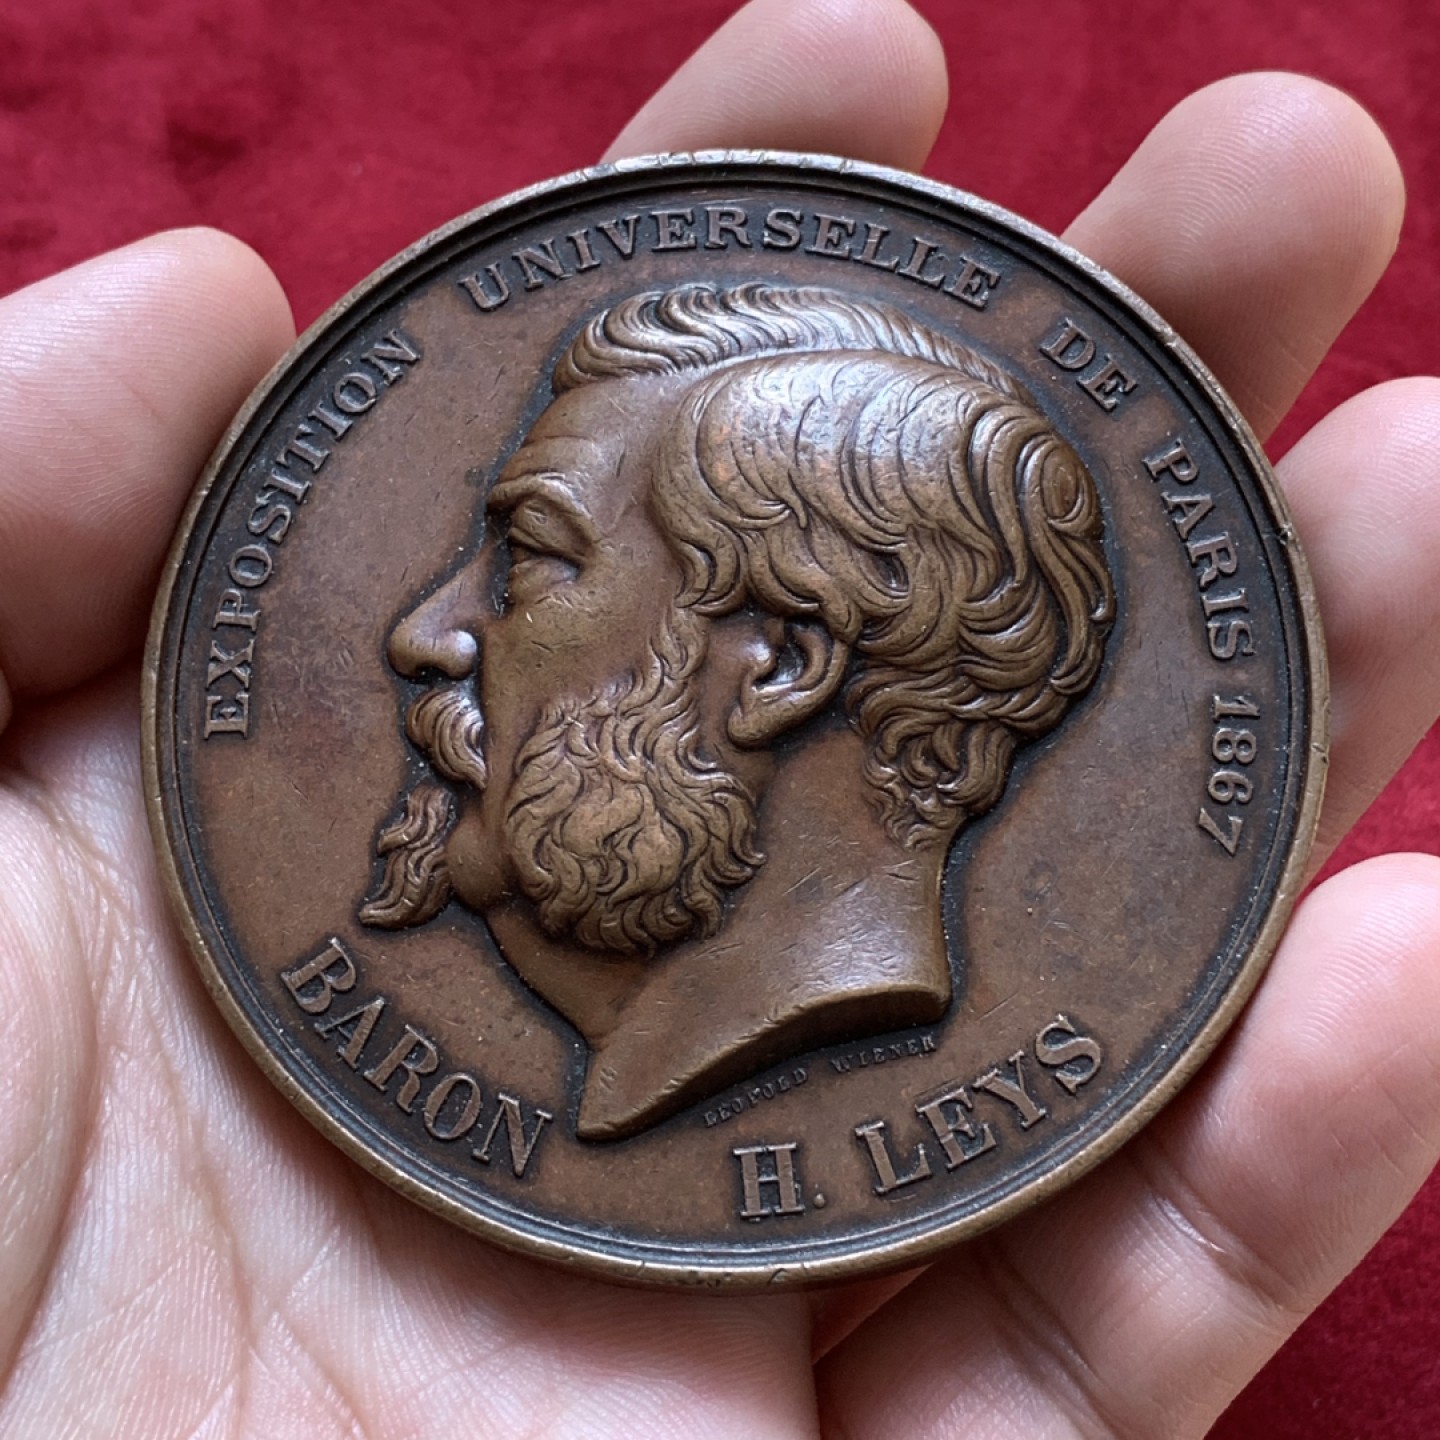 EXPOSITION UNIVERSELLE DE PARIS 1867
LEOPOLD WIENER
BARON H. LEYS